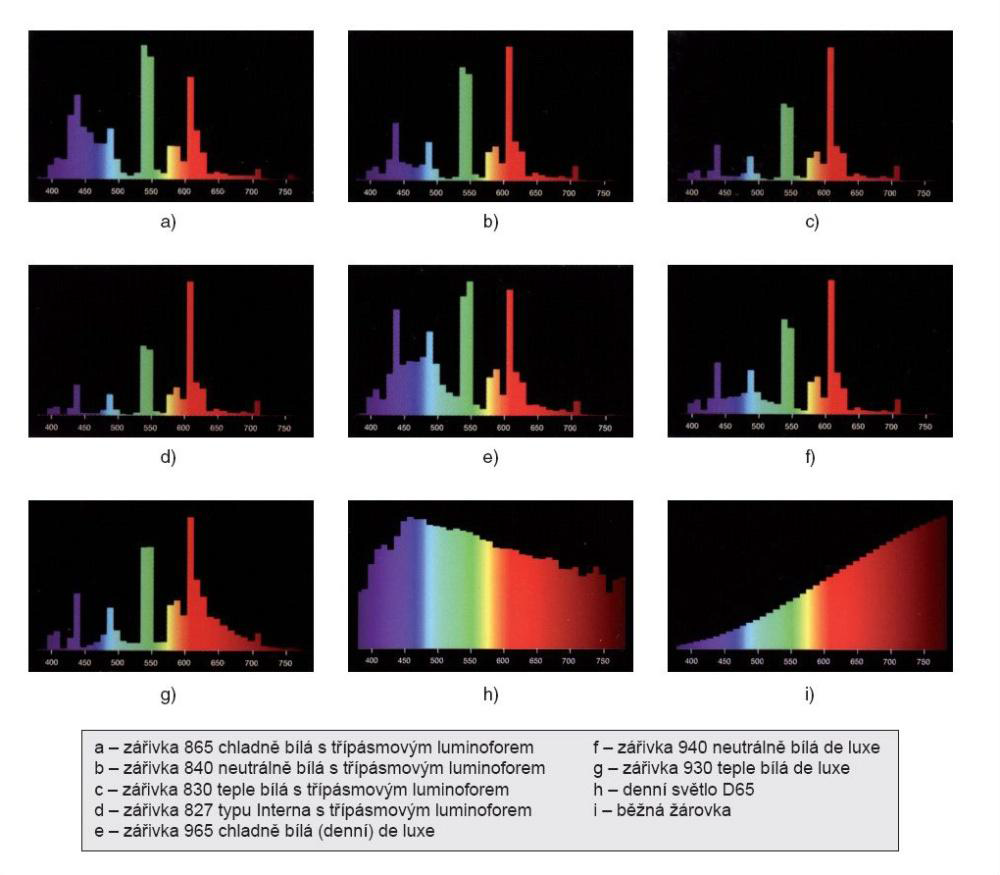 400 450 500 550 600 650 700 750
400 450 500 550 600 650 700 750
400 450 500 550 600 650 700 750
a)
b)
c)
400 450 500 550 600 650 700 750
400 450 500 550 600 650 700 750
400 450 500 550 600 650 700 750
d)
e)
f)
400 450 500 550 600 650 700 750
400 450 500 550 600 650 700 750
400 450 500 550 600 650 700 750
g)
h)
i)
a – zářivka 865 chladně bílá s třípásmovým luminoforem
b – zářivka 840 neutrálně bílá s třípásmovým luminoforem
c – zářivka 830 teple bílá s třípásmovým luminoforem
d – zářivka 827 typu Interna s třípásmovým luminoforem
e – zářivka 965 chladně bílá (denní) de luxe
f – zářivka 940 neutrálně bílá de luxe
g – zářivka 930 teple bílá de luxe
h – denní světlo D65
i – běžná žárovka